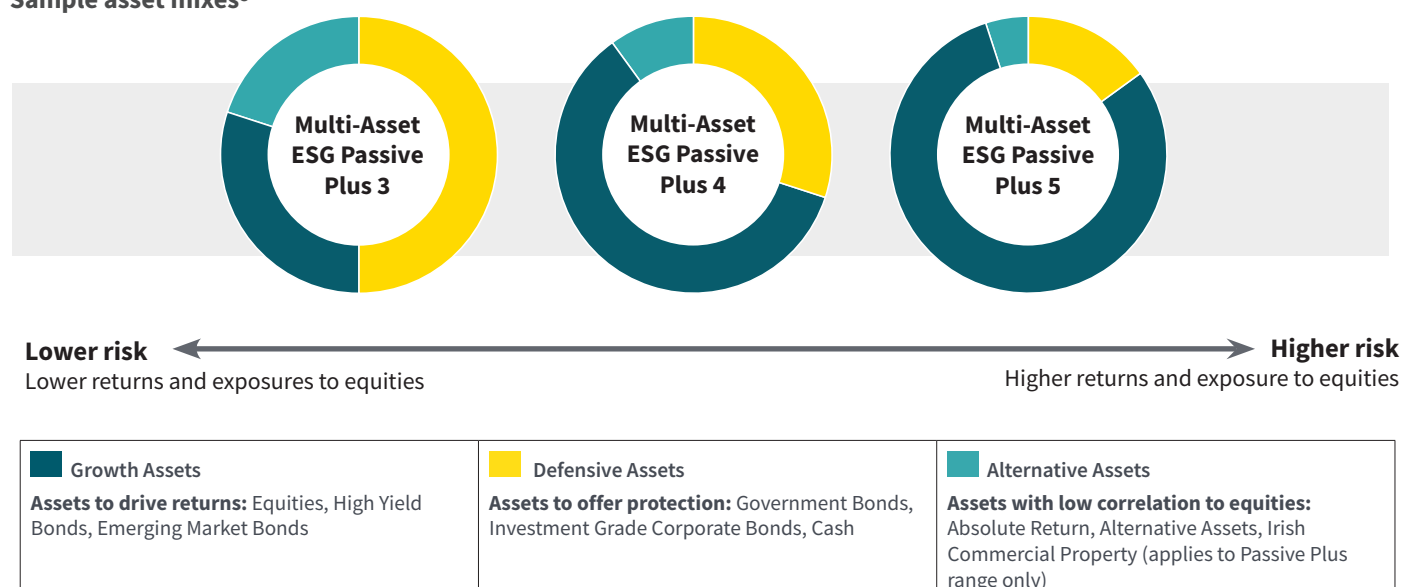 Sample asset mixes
Multi-Asset
ESG Passive
Plus 3
Multi-Asset
ESG Passive
Plus 4
Multi-Asset
ESG Passive
Plus 5
Lower risk
Lower returns and exposures to equities
Higher risk
Higher returns and exposure to equities
Growth Assets
Assets to drive returns: Equities, High Yield
Bonds, Emerging Market Bonds
Defensive Assets
Assets to offer protection: Government Bonds,
Investment Grade Corporate Bonds, Cash
Alternative Assets
Assets with low correlation to equities:
Absolute Return, Alternative Assets, Irish
Commercial Property (applies to Passive Plus
range only)